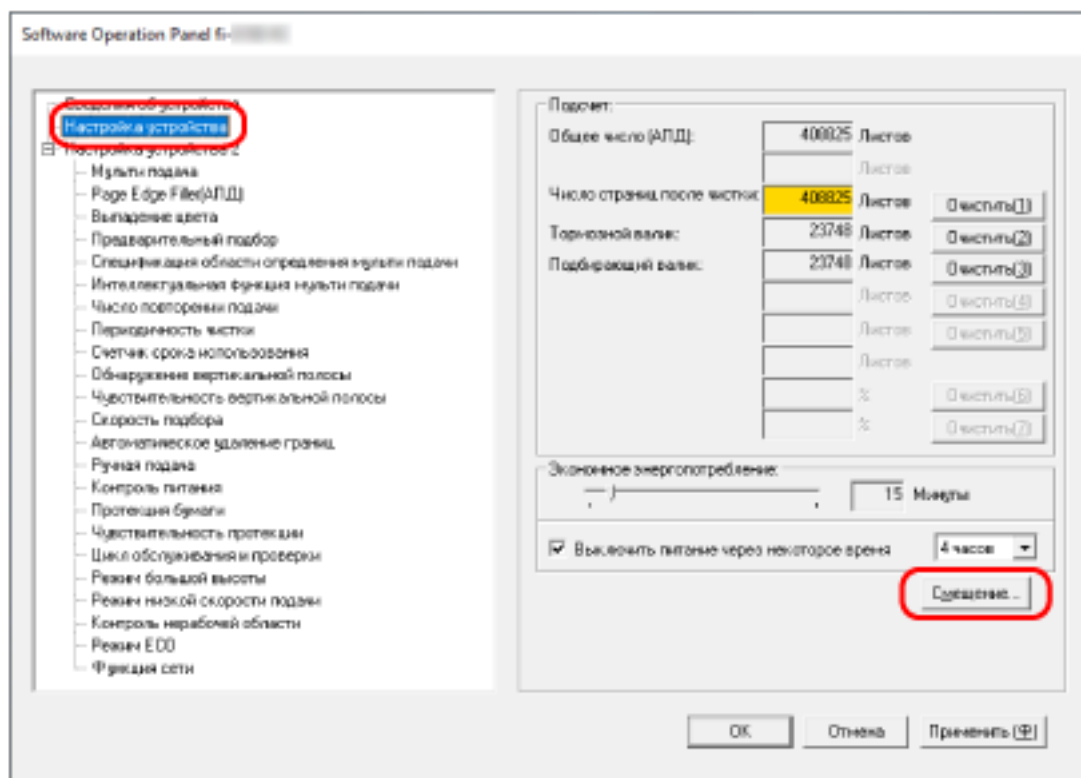 Software Operation Panel fi-
Сведения об устройстве
Настройка устройства
Настройка устройства 2
Мульти подача
Page Edge Filler(АПД)
Выпадение цвета
Предварительный подбор
Спецификация области опредления мульти подачи
Интеллектуальная функция мульти подачи
Число повторении подачи
Периодичность чистки
Счетчик срока использования
Обнаружение вертикальной полосы
Чувствительность вертикальной полосы
Скорость подбора
Автоматическое удаление границ
Ручная подача
Контроль питания
Протекция бумаги
Чувствительность протекции
Цикл обслуживания и проверки
Режим большой высоты
Режим низкой скорости подачи
Контроль нерабочей области
Режим ECO
Функция сети
Подсчет:
Общее число (АПД): 408825 Листов
Листов
Число страниц после чистки: 408825 Листов Очистить(1)
Тормозной валик: 23748 Листов Очистить(2)
Подбирающий валик: 23748 Листов Очистить(3)
Листов Очистить(4)
Листов Очистить(5)
Листов
% Очистить(6)
% Очистить(7)
Экономное энергопотребление:
15 Минуты
Выключить питание через некоторое время 4 часов
Смещение...
OK Отмена Применить (Ф)